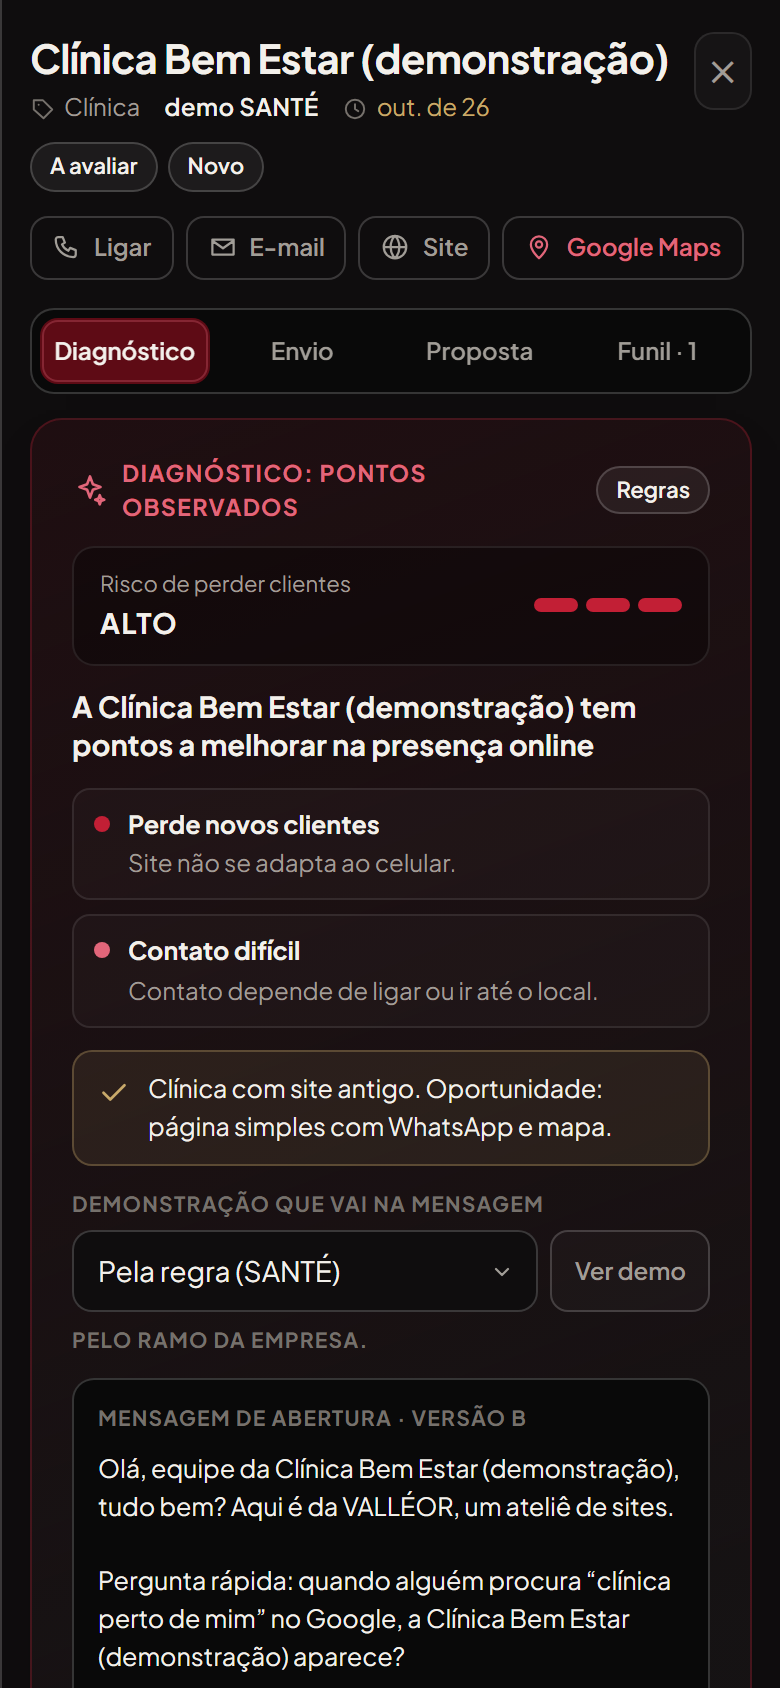 Clínica Bem Estar (demonstração)
Clínica demo SANTÉ out. de 26
A avaliar Novo
Ligar E-mail Site Google Maps
Diagnóstico Envio Proposta Funil · 1
DIAGNÓSTICO: PONTOS
OBSERVADOS
Regras
Risco de perder clientes
ALTO
A Clínica Bem Estar (demonstração) tem
pontos a melhorar na presença online
Perde novos clientes
Site não se adapta ao celular.
Contato difícil
Contato depende de ligar ou ir até o local.
Clínica com site antigo. Oportunidade:
página simples com WhatsApp e mapa.
DEMONSTRAÇÃO QUE VAI NA MENSAGEM
Pela regra (SANTÉ) Ver demo
PELO RAMO DA EMPRESA.
MENSAGEM DE ABERTURA · VERSÃO B
Olá, equipe da Clínica Bem Estar (demonstração),
tudo bem? Aqui é da VALLÉOR, um ateliê de sites.
Pergunta rápida: quando alguém procura “clínica
perto de mim” no Google, a Clínica Bem Estar
(demonstração) aparece?